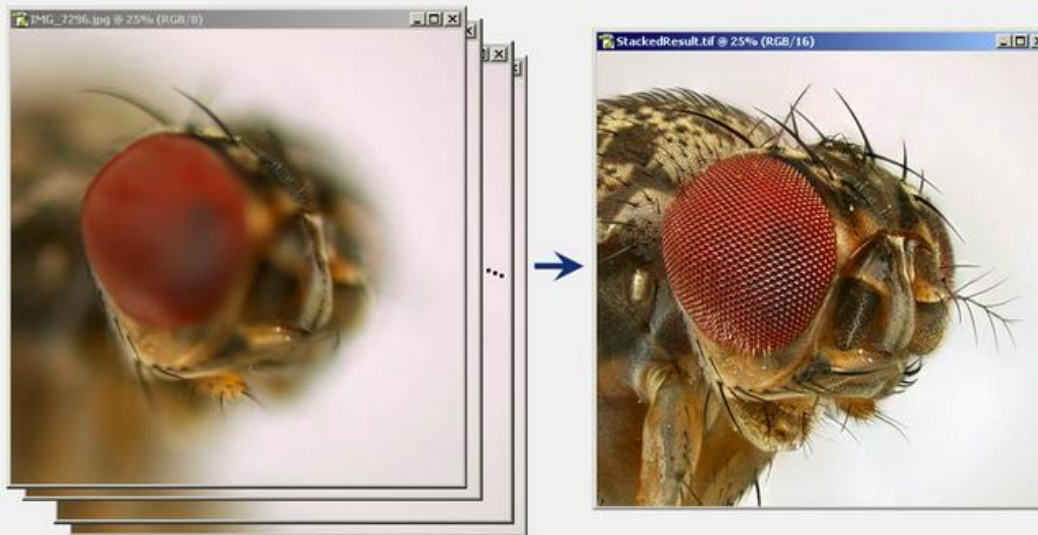 IMG_7296.jpg @ 25% (RGB/8)
StackedResult.tif @ 25% (RGB/16)